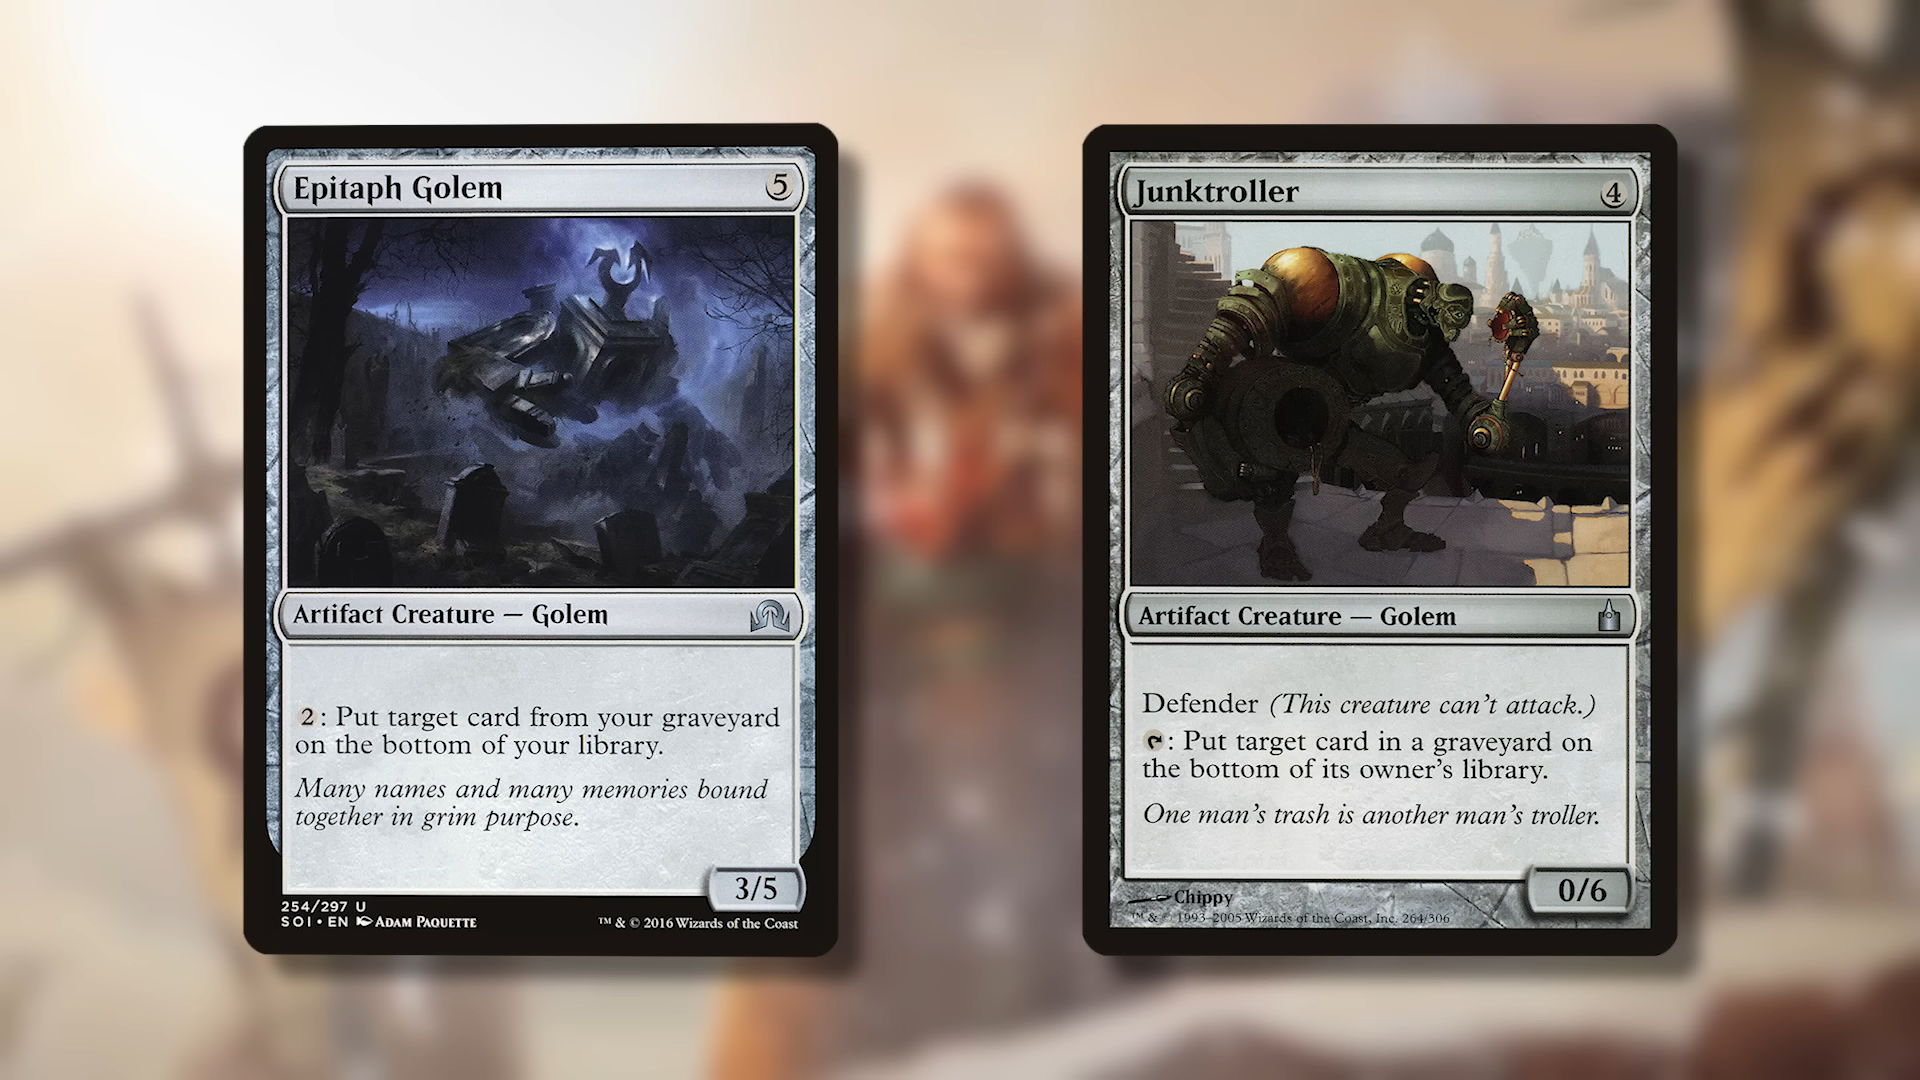 Epitaph Golem 5
Artifact Creature — Golem
2: Put target card from your graveyard
on the bottom of your library.
Many names and many memories bound
together in grim purpose.
3/5
254/297 U
SOI • EN ADAM PAQUETTE
™ & © 2016 Wizards of the Coast
Junktroller 4
Artifact Creature — Golem
Defender (This creature can't attack.)
: Put target card in a graveyard on
the bottom of its owner's library.
One man's trash is another man's troller.
0/6
Chippy
™ & © 1993–2005 Wizards of the Coast, Inc. 264/306